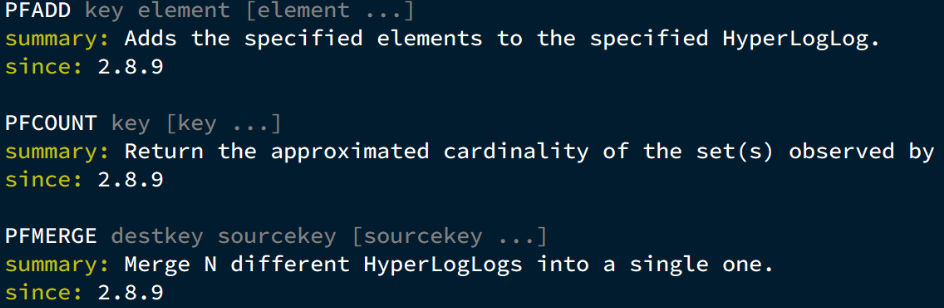 PFADD key element [element ...]
summary: Adds the specified elements to the specified HyperLogLog.
since: 2.8.9
PFCOUNT key [key ...]
summary: Return the approximated cardinality of the set(s) observed by
since: 2.8.9
PFMERGE destkey sourcekey [sourcekey ...]
summary: Merge N different HyperLogLogs into a single one.
since: 2.8.9